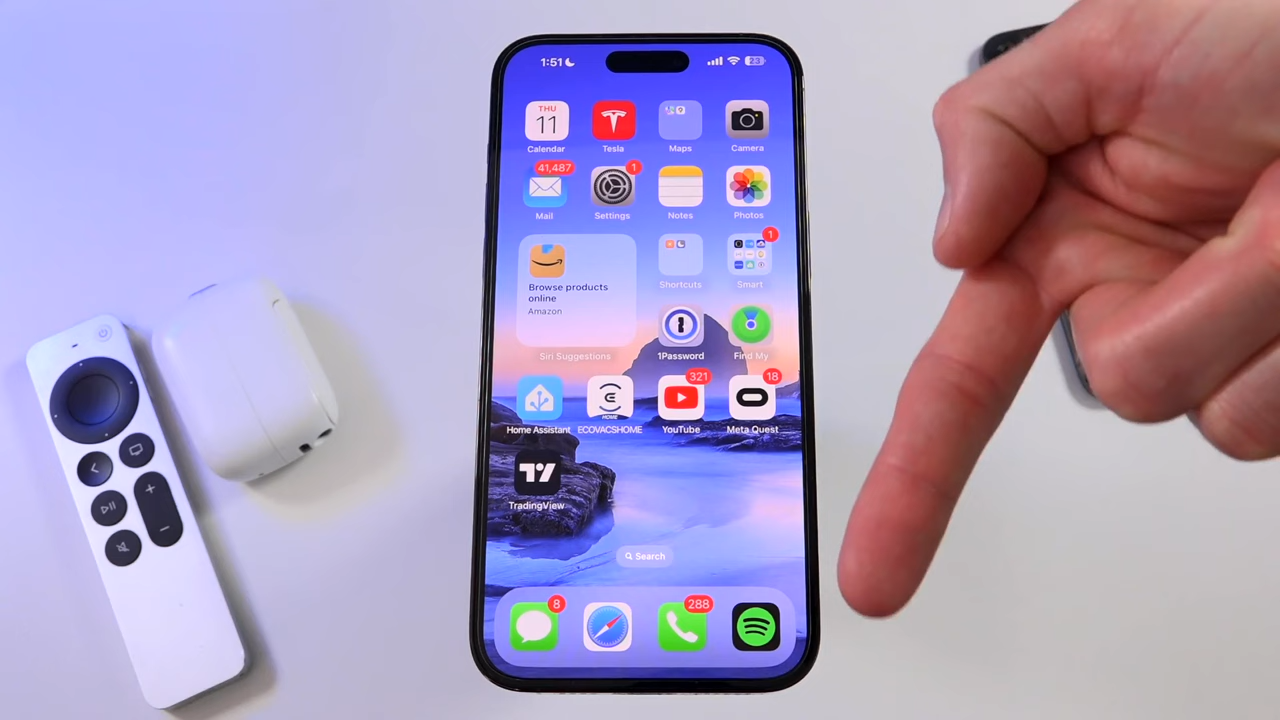 1:51
23
THU
11
Calendar
Tesla
Maps
Camera
41,487
1
Mail
Settings
Notes
Photos
1
Browse products
online
Amazon
Shortcuts
Smart
Siri Suggestions
1Password
Find My
321
18
HOME
Home Assistant
ECOVACSHOME
YouTube
Meta Quest
TradingView
Search
8
288